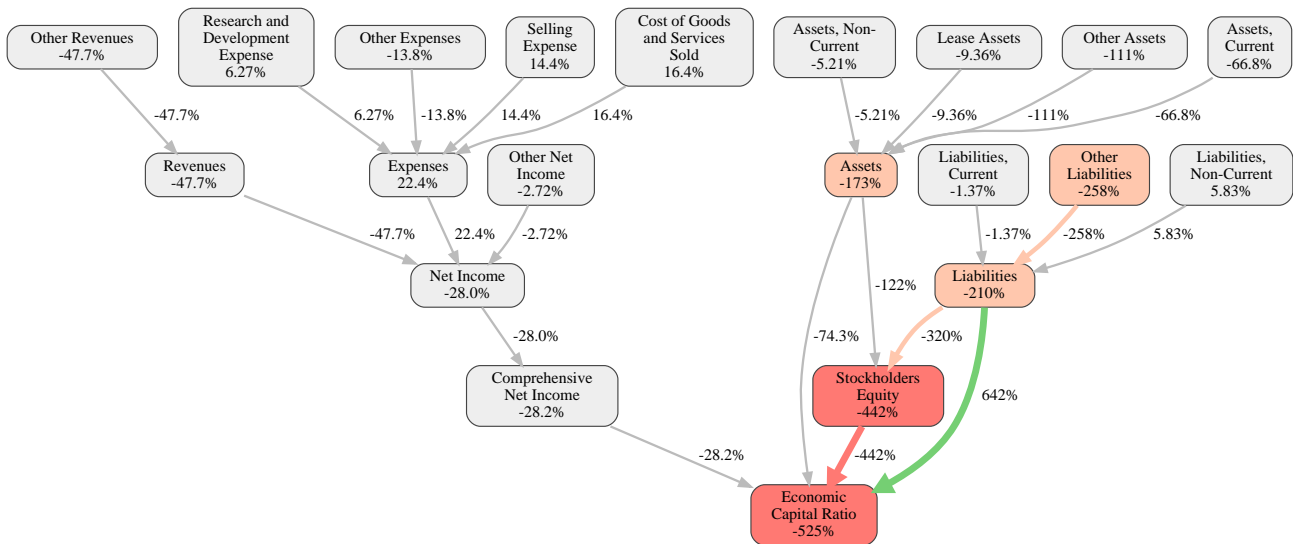 Other Revenues
-47.7%
Research and
Development
Expense
6.27%
Other Expenses
-13.8%
Selling
Expense
14.4%
Cost of Goods
and Services
Sold
16.4%
Assets, Non-
Current
-5.21%
Lease Assets
-9.36%
Other Assets
-111%
Assets,
Current
-66.8%
-47.7%
6.27%
-13.8%
14.4%
16.4%
-5.21%
-9.36%
-111%
-66.8%
Revenues
-47.7%
Expenses
22.4%
Other Net
Income
-2.72%
Assets
-173%
Liabilities,
Current
-1.37%
Other
Liabilities
-258%
Liabilities,
Non-Current
5.83%
-47.7%
22.4%
-2.72%
-1.37%
-258%
5.83%
Net Income
-28.0%
-122%
Liabilities
-210%
-28.0%
-74.3%
-320%
Comprehensive
Net Income
-28.2%
Stockholders
Equity
-442%
642%
-28.2%
-442%
Economic
Capital Ratio
-525%